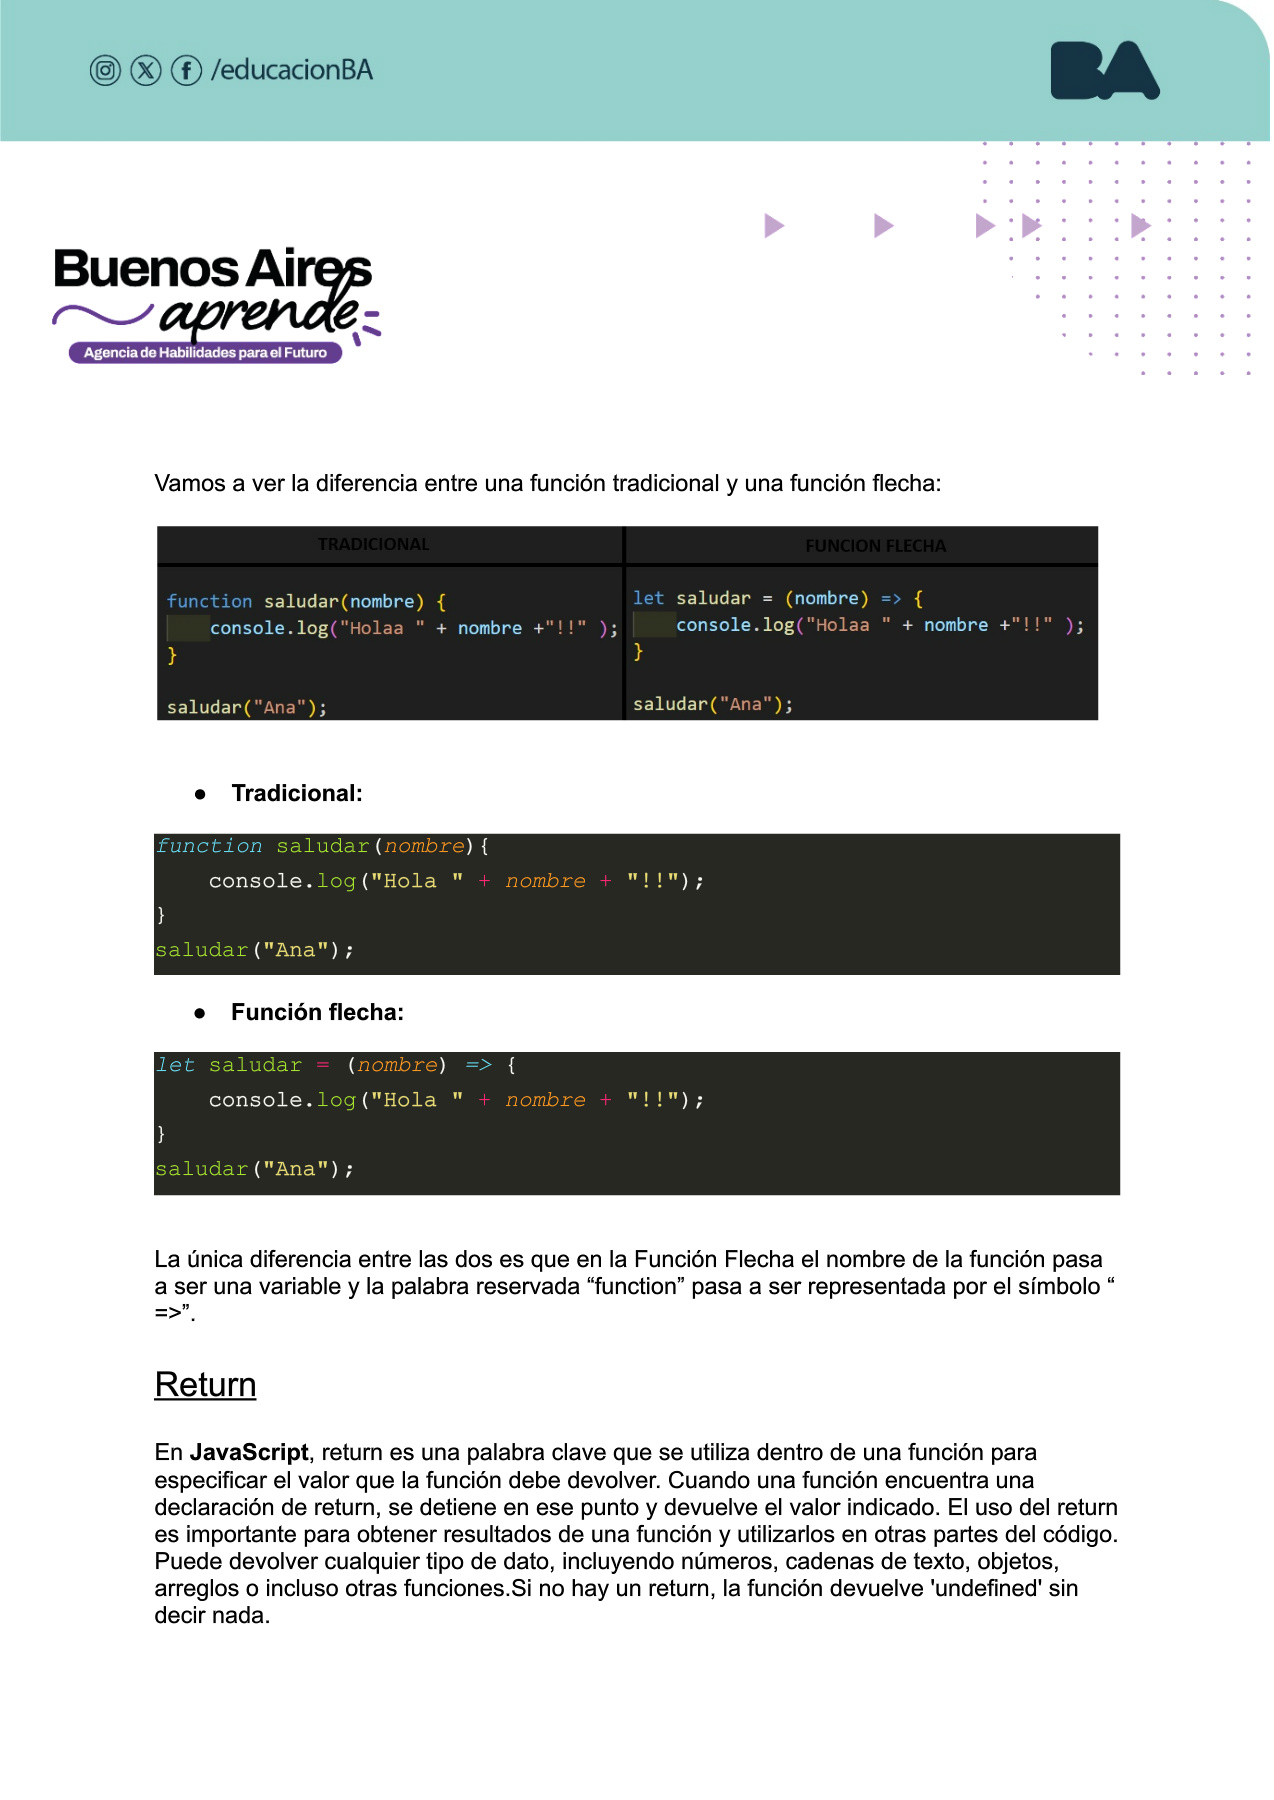 /educacionBA
BA
Buenos Aires
aprende
Agencia de Habilidades para el Futuro
Vamos a ver la diferencia entre una función tradicional y una función flecha:
TRADICIONAL
function saludar(nombre) {
console.log("Holaa " + nombre +"!!" );
}
saludar("Ana");
FUNCION FLECHA
let saludar = (nombre) => {
console.log("Holaa " + nombre +"!!" );
}
saludar("Ana");
● Tradicional:
function saludar(nombre){
console.log("Hola " + nombre + "!!");
}
saludar("Ana");
● Función flecha:
let saludar = (nombre) => {
console.log("Hola " + nombre + "!!");
}
saludar("Ana");
La única diferencia entre las dos es que en la Función Flecha el nombre de la función pasa
a ser una variable y la palabra reservada “function” pasa a ser representada por el símbolo “
=>”.
Return
En JavaScript, return es una palabra clave que se utiliza dentro de una función para
especificar el valor que la función debe devolver. Cuando una función encuentra una
declaración de return, se detiene en ese punto y devuelve el valor indicado. El uso del return
es importante para obtener resultados de una función y utilizarlos en otras partes del código.
Puede devolver cualquier tipo de dato, incluyendo números, cadenas de texto, objetos,
arreglos o incluso otras funciones.Si no hay un return, la función devuelve 'undefined' sin
decir nada.